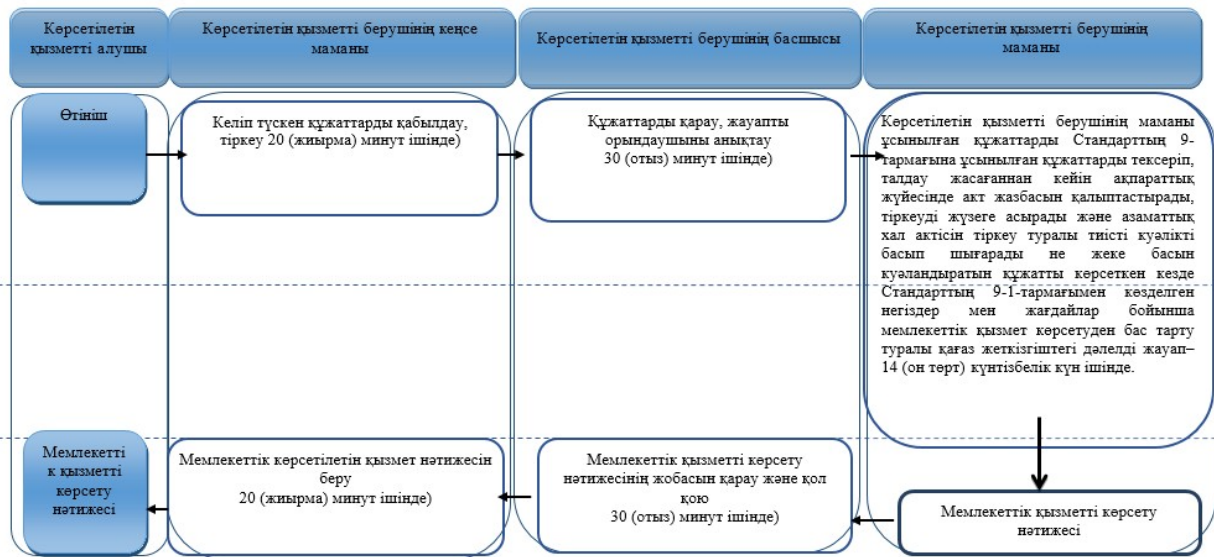 Көрсетілетін
қызметті алушы
Көрсетілетін қызметті берушінің кеңсе
маманы
Көрсетілетін қызметті берушінің басшысы
Көрсетілетін қызметті берушінің
маманы
Өтініш
Келіп түскен құжаттарды қабылдау,
тіркеу 20 (жиырма) минут ішінде)
Құжаттарды қарау, жауапты
орындаушыны анықтау
30 (отыз) минут ішінде)
Көрсетілетін қызметті берушінің маманы
ұсынылған құжаттарды Стандарттың 9-
тармағына ұсынылған құжаттарды тексеріп,
талдау жасағаннан кейін ақпараттық
жүйесінде акт жазбасын қалыптастырады,
тіркеуді жүзеге асырады және азаматтық
хал актісін тіркеу туралы тиісті куәлікті
басып шығарады не жеке басын
куәландыратын құжатты көрсеткен кезде
Стандарттың 9-1-тармағымен көзделген
негіздер мен жағдайлар бойынша
мемлекеттік қызмет көрсетуден бас тарту
туралы қағаз жеткізгіштегі дәлелді жауап–
14 (он төрт) күнтізбелік күн ішінде.
Мемлекетті
к қызметті
көрсету
нәтижесі
Мемлекеттік көрсетілетін қызмет нәтижесін
беру
20 (жиырма) минут ішінде)
Мемлекеттік қызметті көрсету
нәтижесінің жобасын қарау және қол
қою
30 (отыз) минут ішінде)
Мемлекеттік қызметті көрсету
нәтижесі